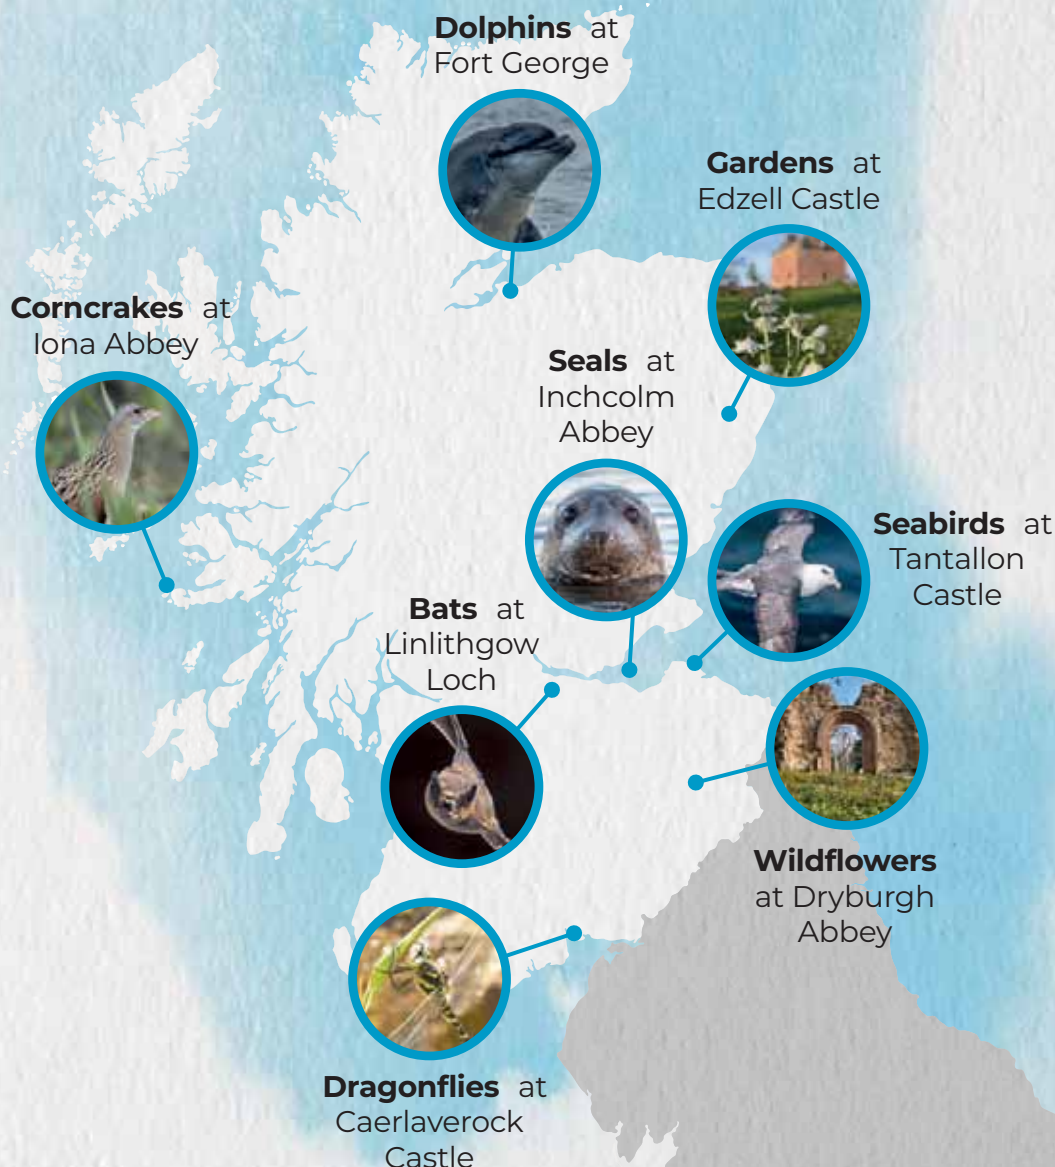 Dolphins at
Fort George
Gardens at
Edzell Castle
Corncrakes at
Iona Abbey
Seals at
Inchcolm
Abbey
Seabirds at
Tantallon
Castle
Bats at
Linlithgow
Loch
Wildflowers
at Dryburgh
Abbey
Dragonflies at
Caerlaverock
Castle